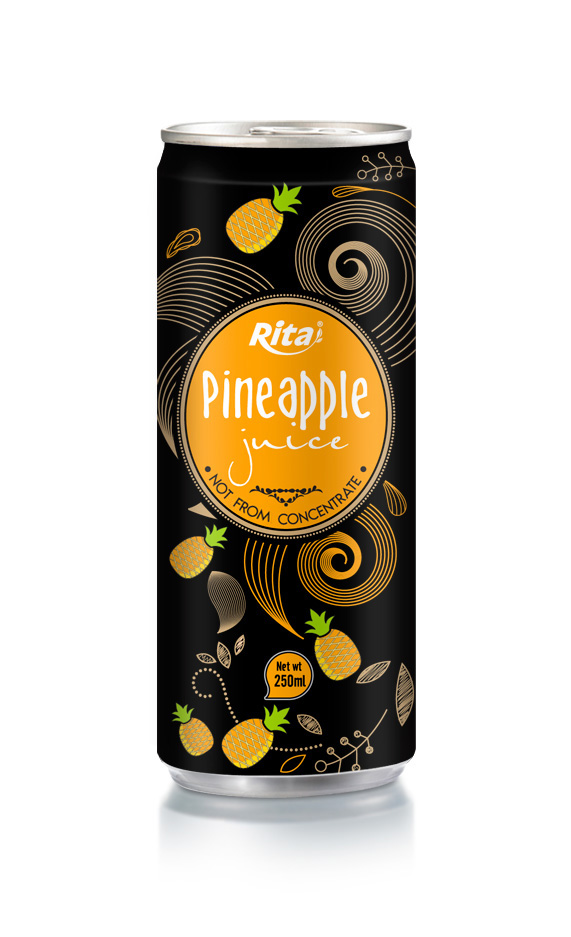 Rita
pineapple
juice
• NOT FROM CONCENTRATE •
Net wt
250ml